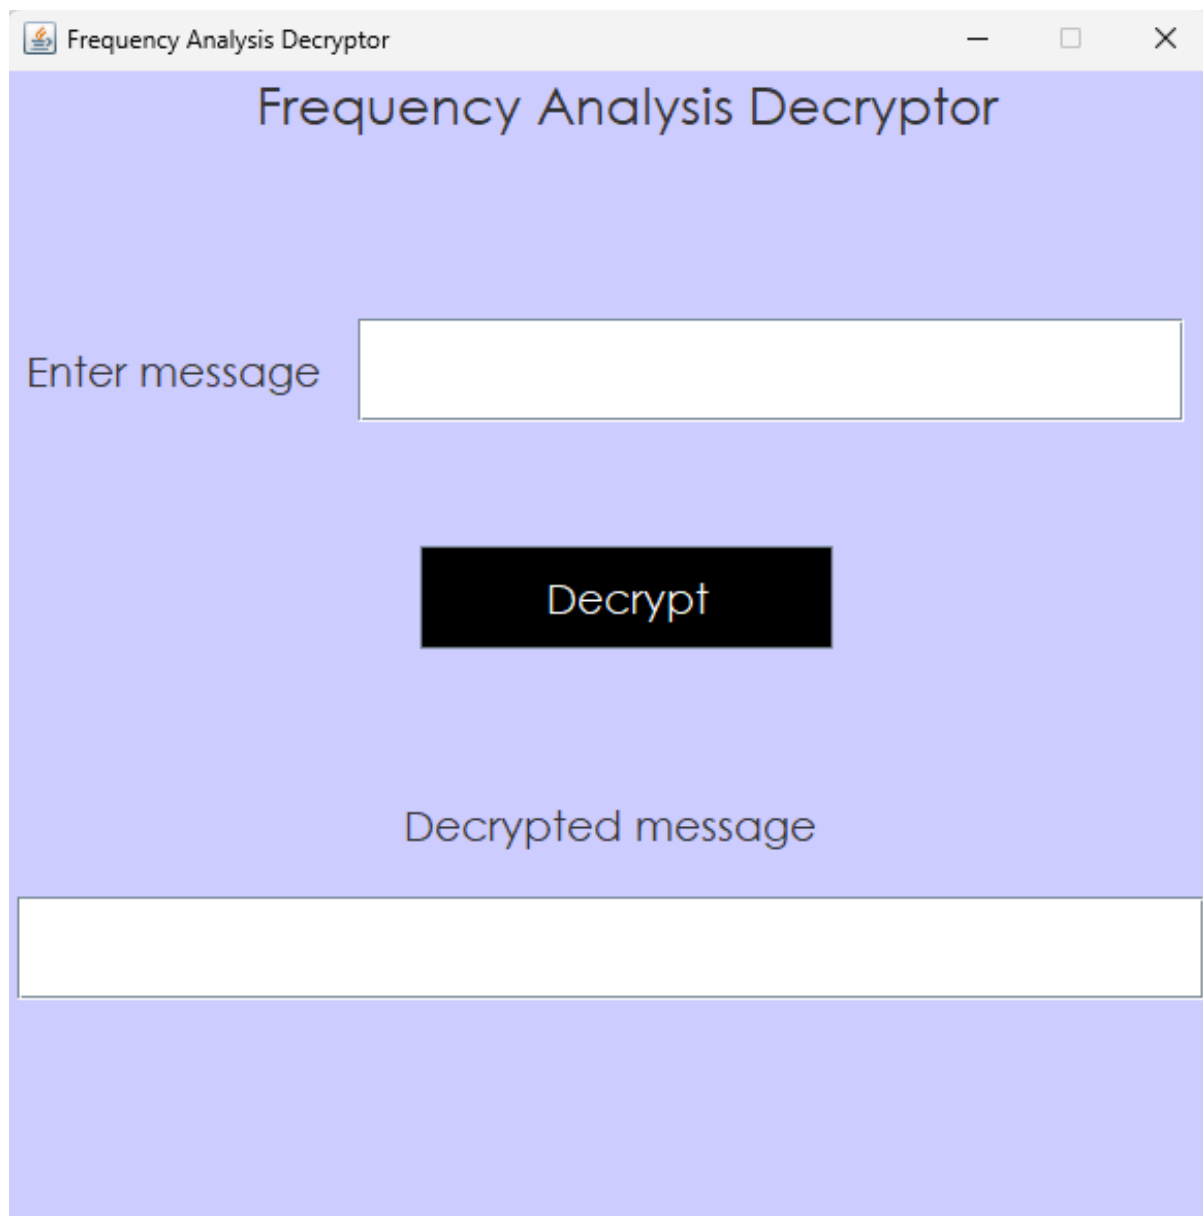 Frequency Analysis Decryptor
Frequency Analysis Decryptor
Enter message
Decrypt
Decrypted message